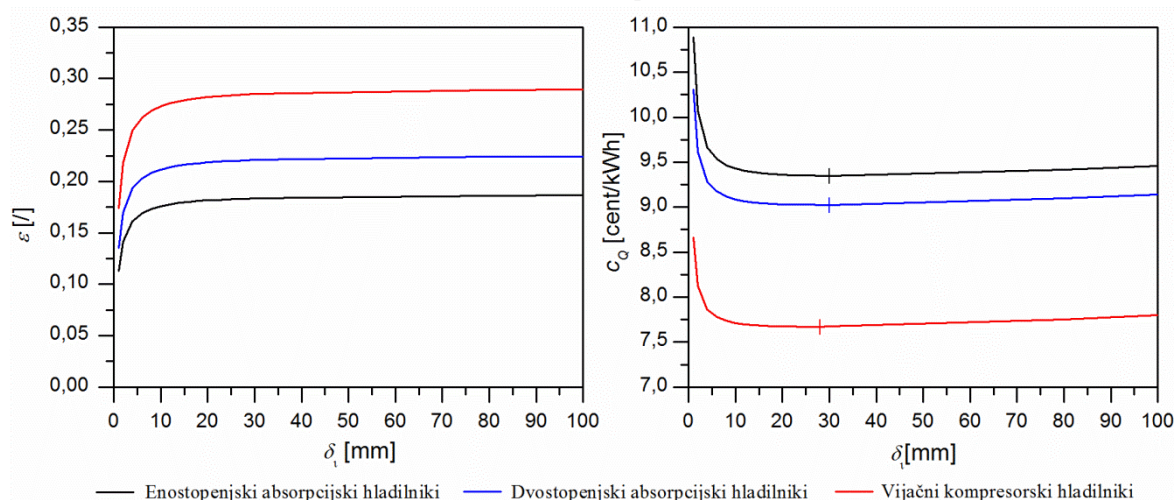 0,35
0,30
0,25
0,20
0,15
0,10
0,05
0,00
ε [/]
0 10 20 30 40 50 60 70 80 90 100
δι [mm]
11,0
10,5
10,0
9,5
9,0
8,5
8,0
7,5
7,0
cQ [cent/kWh]
0 10 20 30 40 50 60 70 80 90 100
δι[mm]
Enostopenjski absorpcijski hladilniki Dvostopenjski absorpcijski hladilniki Vijačni kompresorski hladilniki